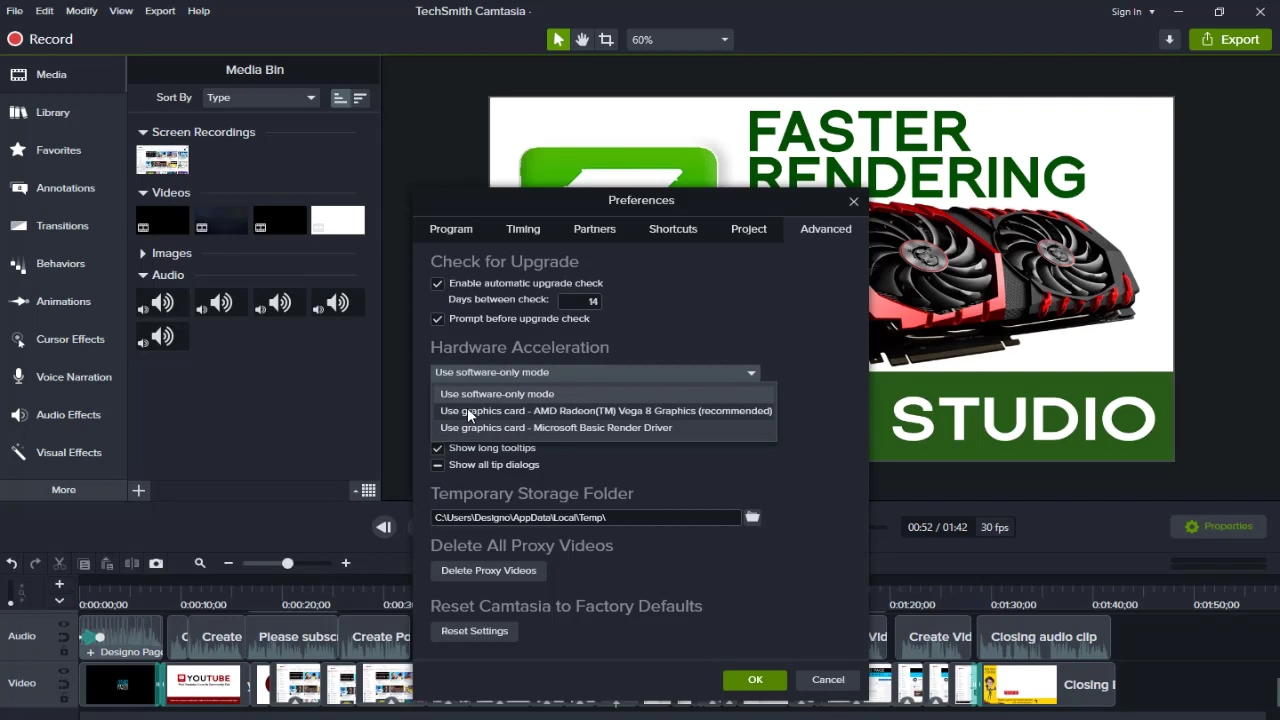 File Edit Modify View Export Help
TechSmith Camtasia -
Sign In
Record
60%
Export
Media
Library
Favorites
Annotations
Transitions
Behaviors
Animations
Cursor Effects
Voice Narration
Audio Effects
Visual Effects
More
Media Bin
Sort By Type
Screen Recordings
Videos
Images
Audio
FASTER
RENDERING
STUDIO
Preferences
Program Timing Partners Shortcuts Project Advanced
Check for Upgrade
Enable automatic upgrade check
Days between check: 14
Prompt before upgrade check
Hardware Acceleration
Use software-only mode
Use software-only mode
Use graphics card - AMD Radeon(TM) Vega 8 Graphics (recommended)
Use graphics card - Microsoft Basic Render Driver
Show long tooltips
Show all tip dialogs
Temporary Storage Folder
C:\Users\Designo\AppData\Local\Temp\
Delete All Proxy Videos
Delete Proxy Videos
Reset Camtasia to Factory Defaults
Reset Settings
OK Cancel
00:52 / 01:42 30 fps
Properties
0:00:00;00 0:00:10;00 0:00:20;00 0:00:30 0:01:20;00 0:01:30;00 0:01:40;00 0:01:50;00
Audio
+ Designo Page
C Create Please subsc Create Po Vid Create Vid Closing audio clip
Video
YOUTUBE
Closing